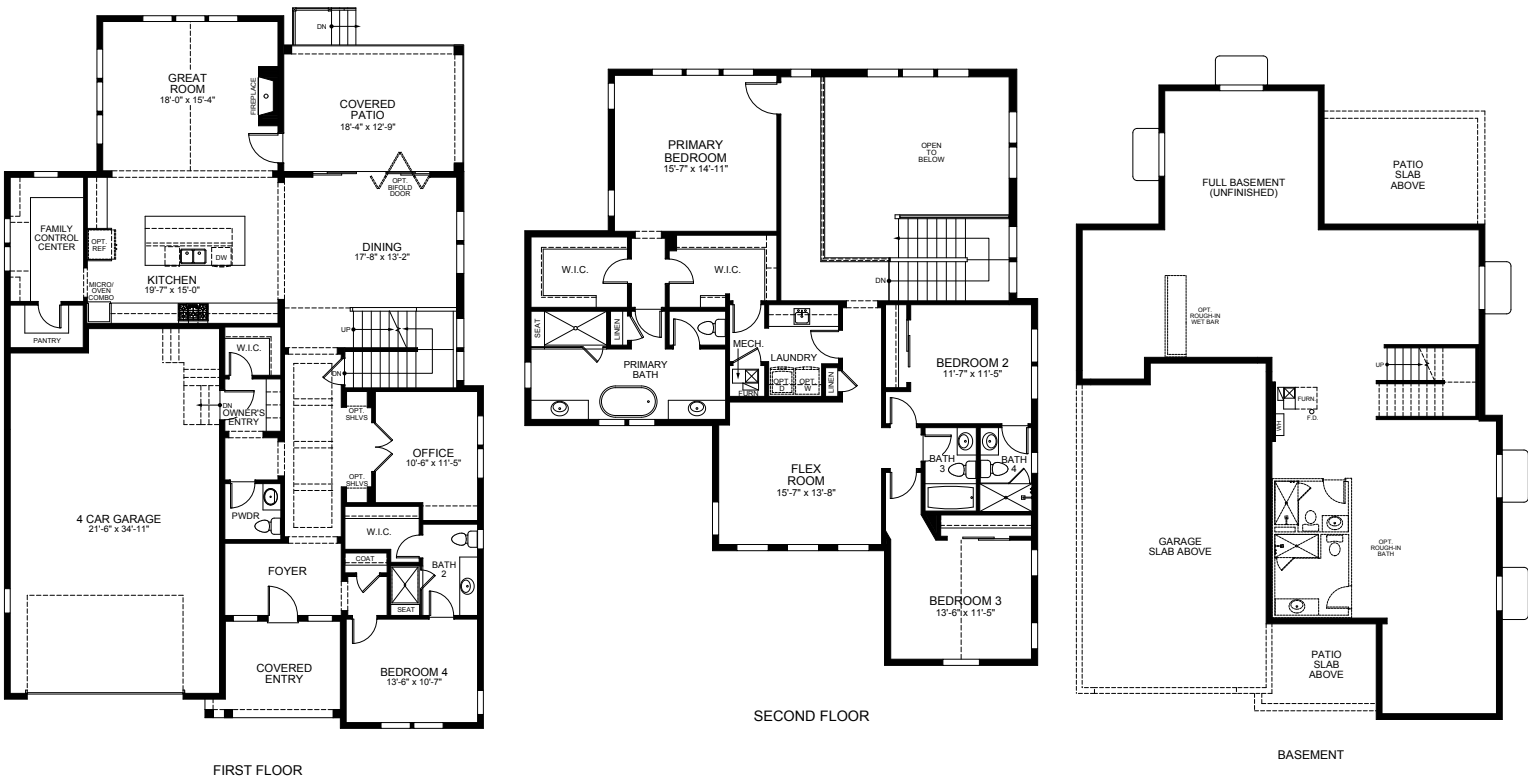 DN
GREAT
ROOM
18'-0" x 15'-4"
FIREPLACE
COVERED
PATIO
18'-4" x 12'-9"
OPT.
BIFOLD
DOOR
FAMILY
CONTROL
CENTER
OPT.
REF
DW
DINING
17'-8" x 13'-2"
KITCHEN
19'-7" x 15'-0"
MICRO/
OVEN
COMBO
PANTRY
UP
W.I.C.
DN
DN
OWNER'S
ENTRY
OPT.
SHLVS
OFFICE
10'-6" x 11'-5"
OPT.
SHLVS
4 CAR GARAGE
21'-6" x 34'-11"
PWDR
W.I.C.
COAT
BATH
2
SEAT
FOYER
COVERED
ENTRY
BEDROOM 4
13'-6" x 10'-7"
FIRST FLOOR
PRIMARY
BEDROOM
15'-7" x 14'-11"
OPEN
TO
BELOW
W.I.C.
W.I.C.
DN
SEAT
LINEN
PRIMARY
BATH
MECH.
FURN
LAUNDRY
OPT
D
OPT
W
LINEN
BEDROOM 2
11'-7" x 11'-5"
BATH
3
BATH
4
FLEX
ROOM
15'-7" x 13'-8"
BEDROOM 3
13'-6" x 11'-5"
SECOND FLOOR
FULL BASEMENT
(UNFINISHED)
PATIO
SLAB
ABOVE
OPT.
ROUGH-IN
WET BAR
UP
FURN.
F.D.
WH
GARAGE
SLAB ABOVE
OPT.
ROUGH-IN
BATH
PATIO
SLAB
ABOVE
BASEMENT